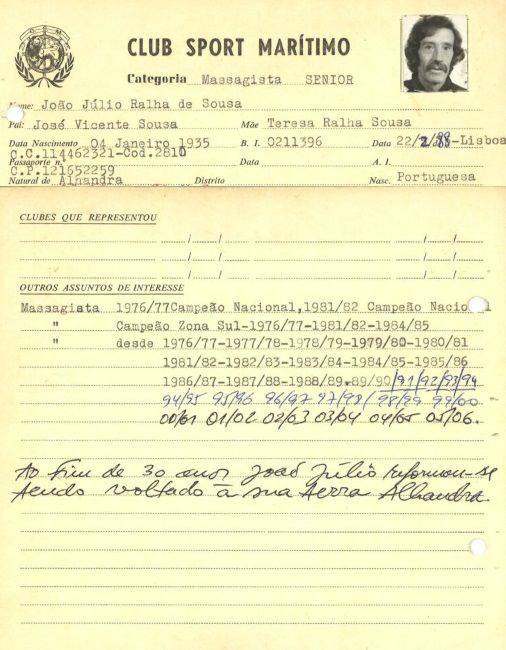 CLUB SPORT MARÍTIMO
Categoria Massagista SENIOR
Nome: João Júlio Ralha de Sousa
Pai: José Vicente Sousa Mãe Teresa Ralha Sousa
Data Nascimento 04 Janeiro 1935 B. I. 0211396 Data 22/2/ -Lisboa
C.C.114462321-Cod.2810
Passaporte n.º Data A. I.
C.P.121652259
Natural de Alhandra Distrito Nasc. Portuguesa
CLUBES QUE REPRESENTOU
OUTROS ASSUNTOS DE INTERESSE
Massagista 1976/77Campeão Nacional,1981/82 Campeão Nacional
" Campeão Zona Sul-1976/77-1981/82-1984/85
" desde 1976/77-1977/78-1978/79-1979/80-1980/81
1981/82-1982/83-1983/84-1984/85-1985/86
1986/87-1987/88-1988/89-89/90/91/92/93/94
94/95 95/96 96/97 97/98/ 98/99 99/00
00/01 01/02 02/03 03/04 04/05 05/06.
Ao fim de 30 anos João Júlio reformou-se
tendo voltado à sua terra Alhandra